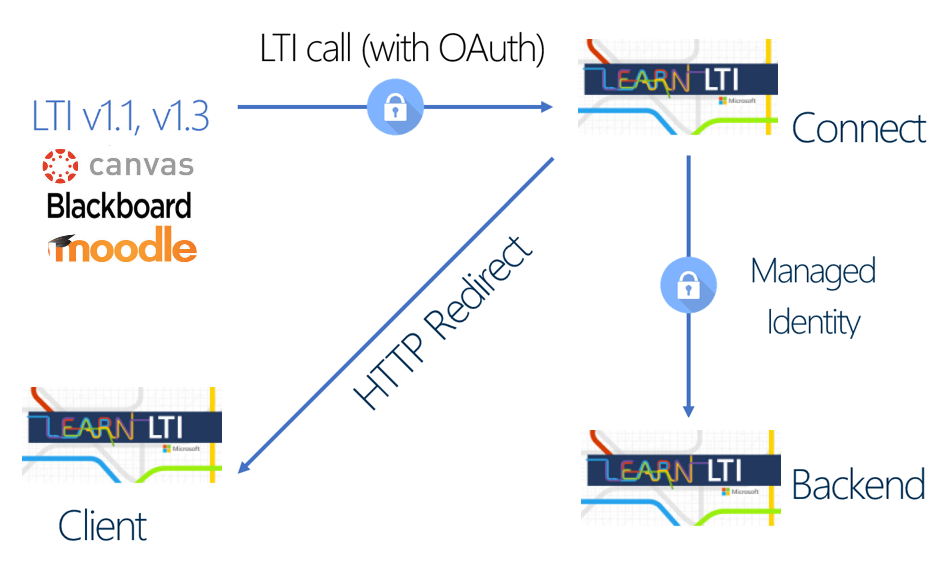 LTI call (with OAuth)
LTI v1.1, v1.3
canvas
Blackboard
moodle
LEARN LTI
Microsoft
Connect
HTTP Redirect
Managed
Identity
LEARN LTI
Microsoft
Client
LEARN LTI
Microsoft
Backend